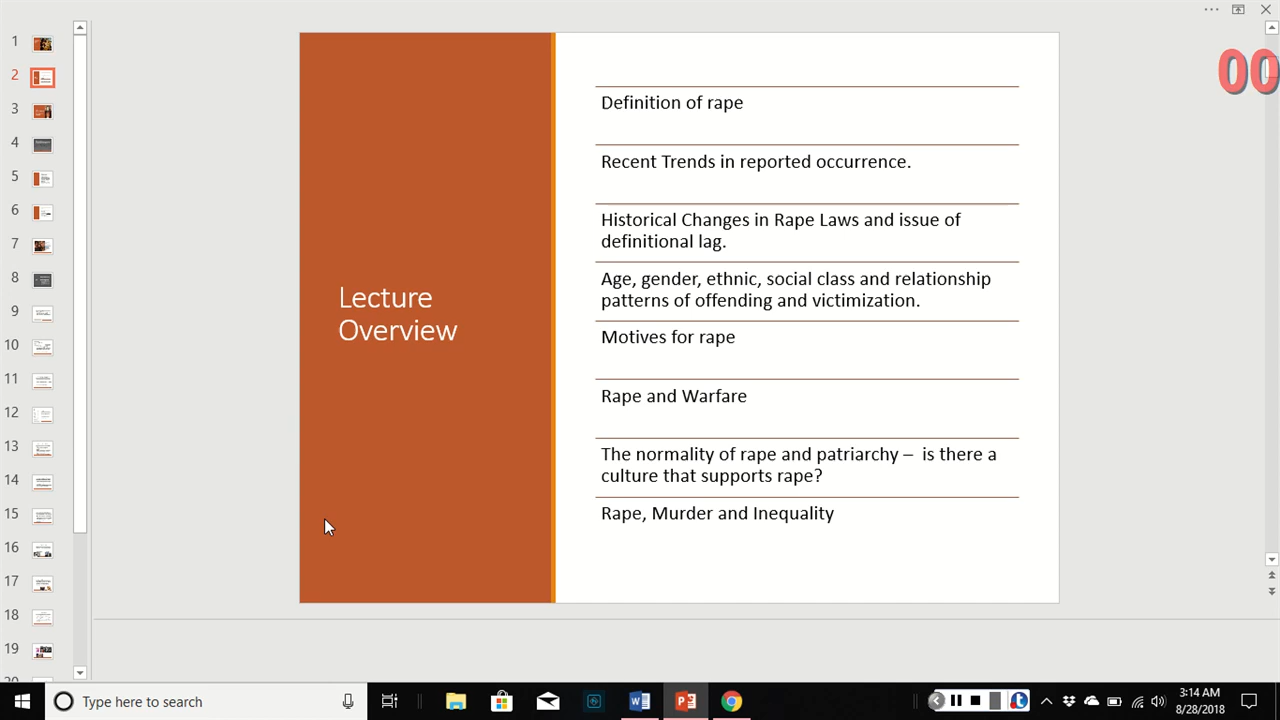 00
1
2
3
4
5
6
7
8
9
10
11
12
13
14
15
16
17
18
19
Lecture
Overview
Definition of rape
Recent Trends in reported occurrence.
Historical Changes in Rape Laws and issue of
definitional lag.
Age, gender, ethnic, social class and relationship
patterns of offending and victimization.
Motives for rape
Rape and Warfare
The normality of rape and patriarchy – is there a
culture that supports rape?
Rape, Murder and Inequality
Type here to search
3:14 AM
8/28/2018